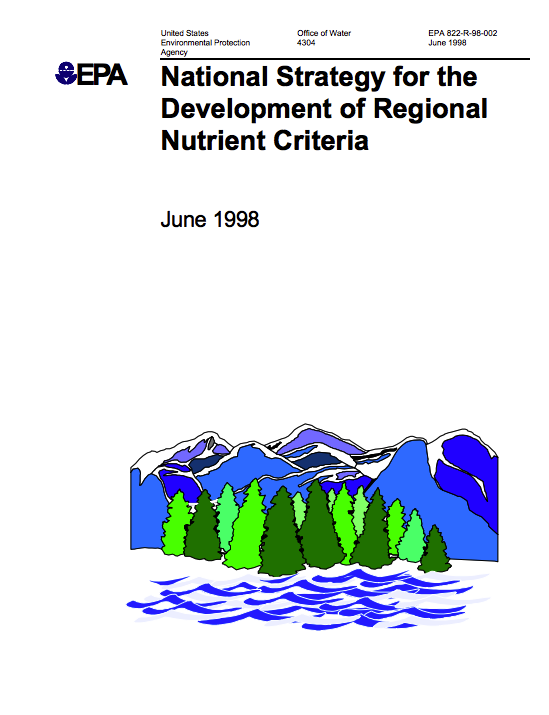 United States
Environmental Protection
Agency
Office of Water
4304
EPA 822-R-98-002
June 1998
EPA
National Strategy for the
Development of Regional
Nutrient Criteria
June 1998